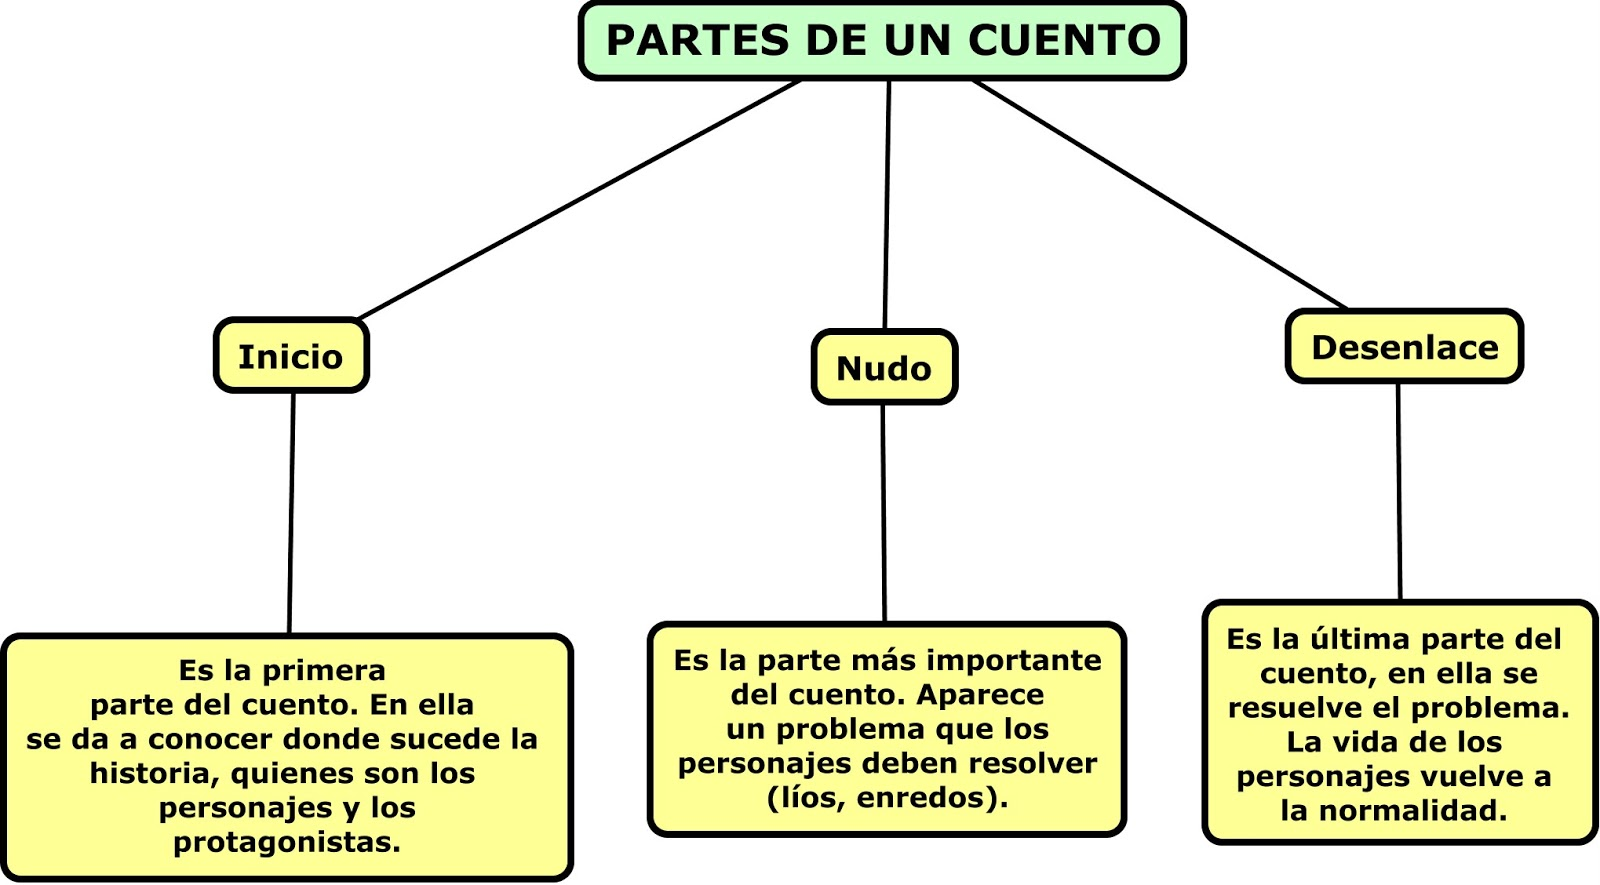 PARTES DE UN CUENTO
Inicio
Nudo
Desenlace
Es la primera
parte del cuento. En ella
se da a conocer donde sucede la
historia, quienes son los
personajes y los
protagonistas.
Es la parte más importante
del cuento. Aparece
un problema que los
personajes deben resolver
(líos, enredos).
Es la última parte del
cuento, en ella se
resuelve el problema.
La vida de los
personajes vuelve a
la normalidad.